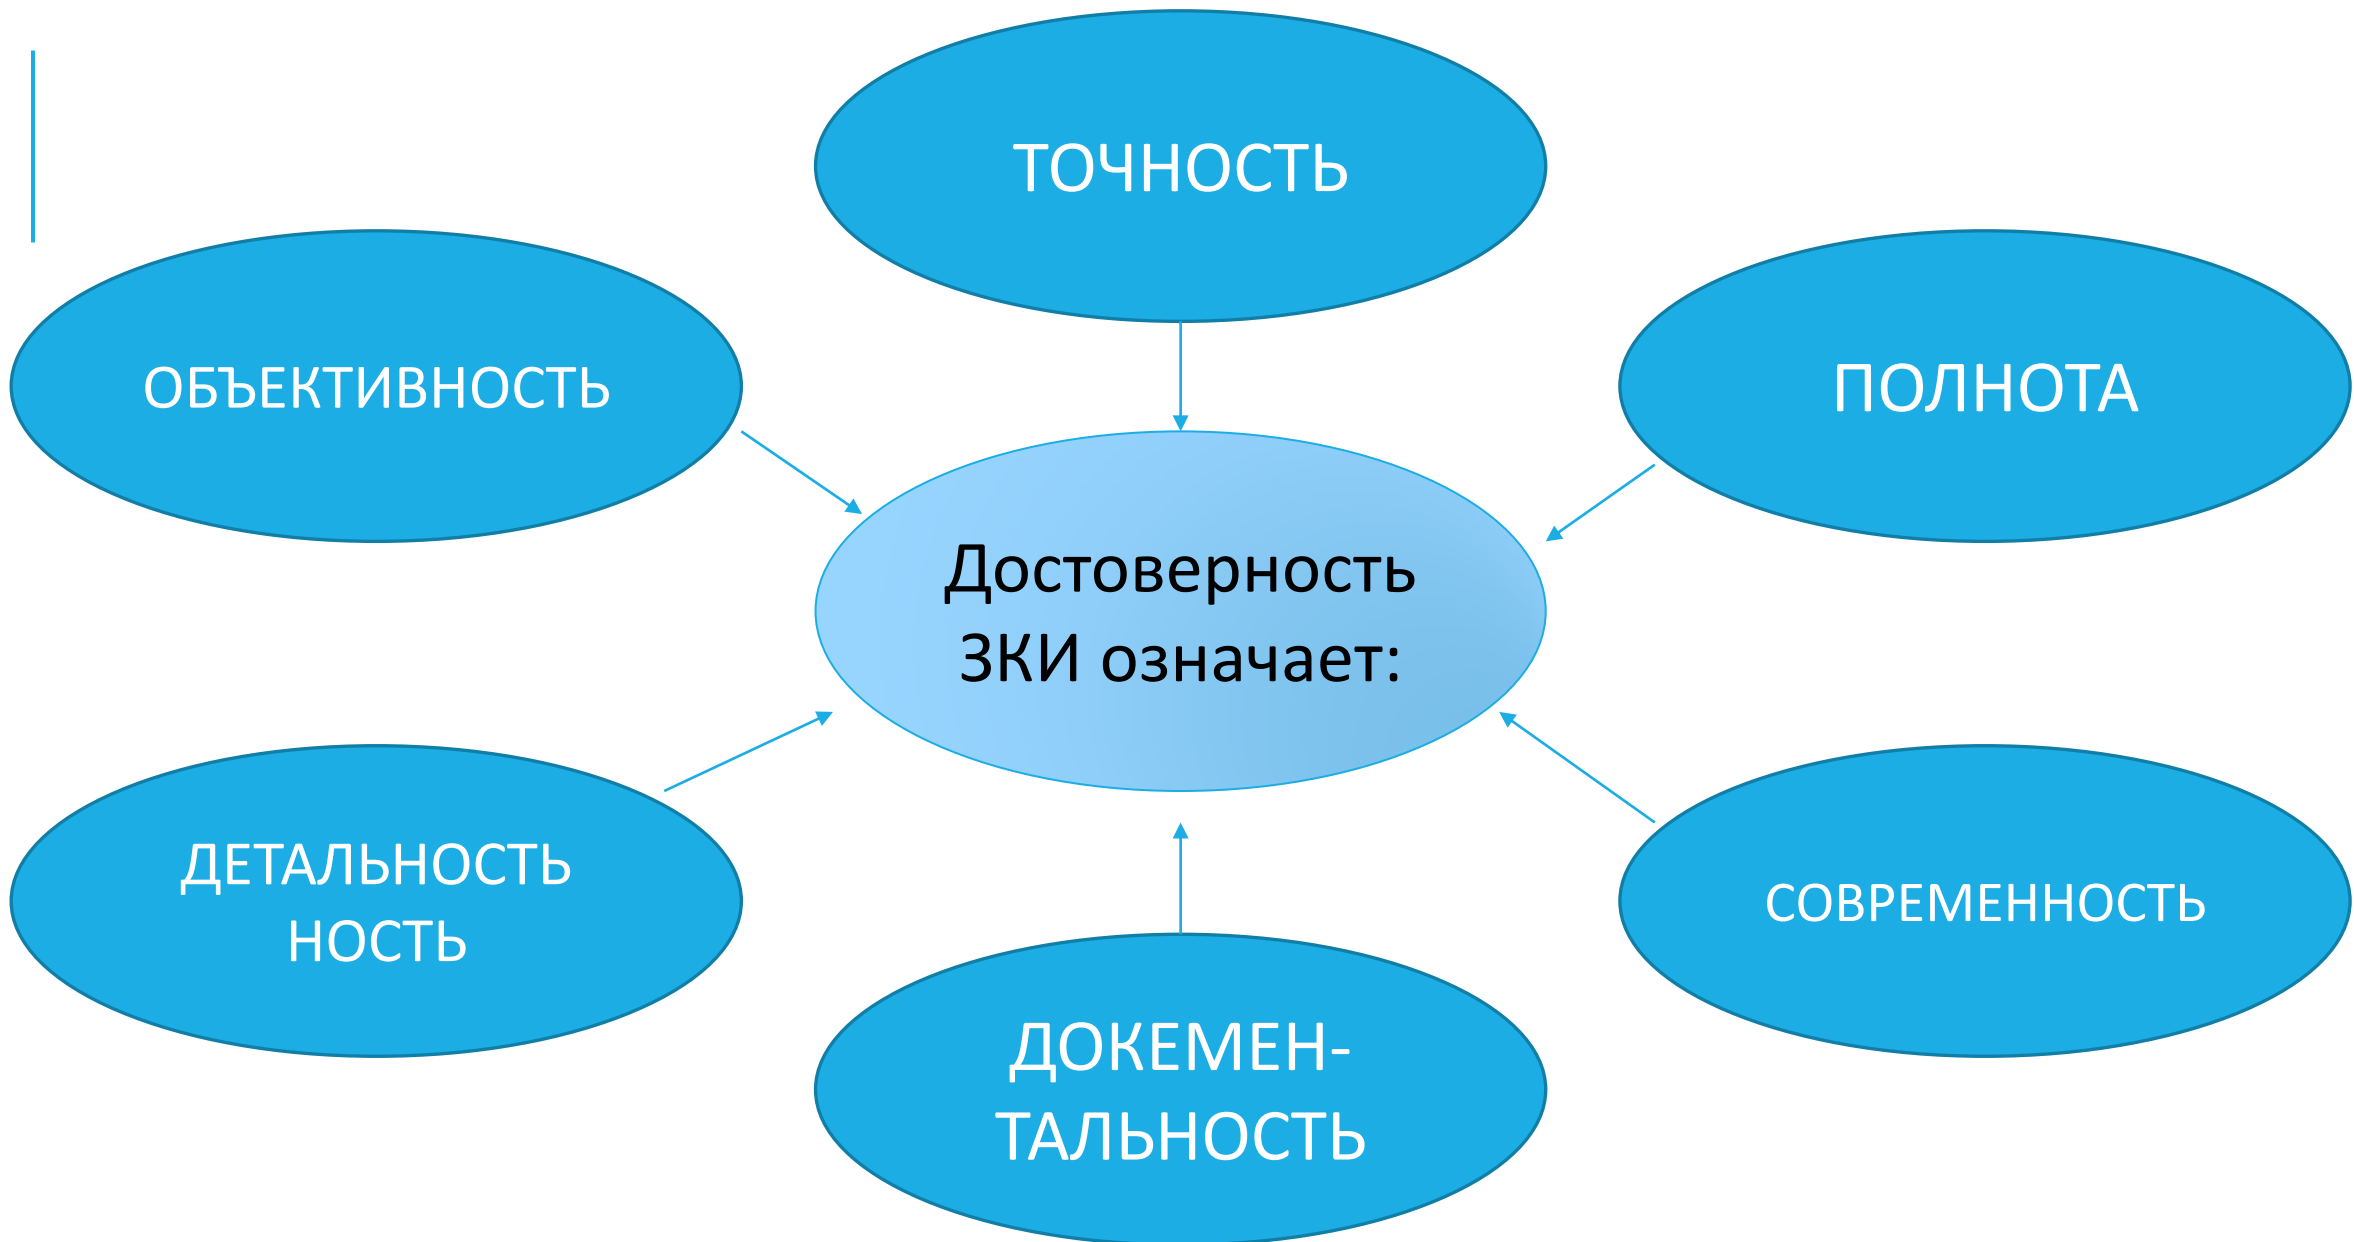 ТОЧНОСТЬ
ОБЪЕКТИВНОСТЬ
ПОЛНОТА
Достоверность
ЗКИ означает:
ДЕТАЛЬНОСТЬ
НОСТЬ
СОВРЕМЕННОСТЬ
ДОКЕМЕН-
ТАЛЬНОСТЬ